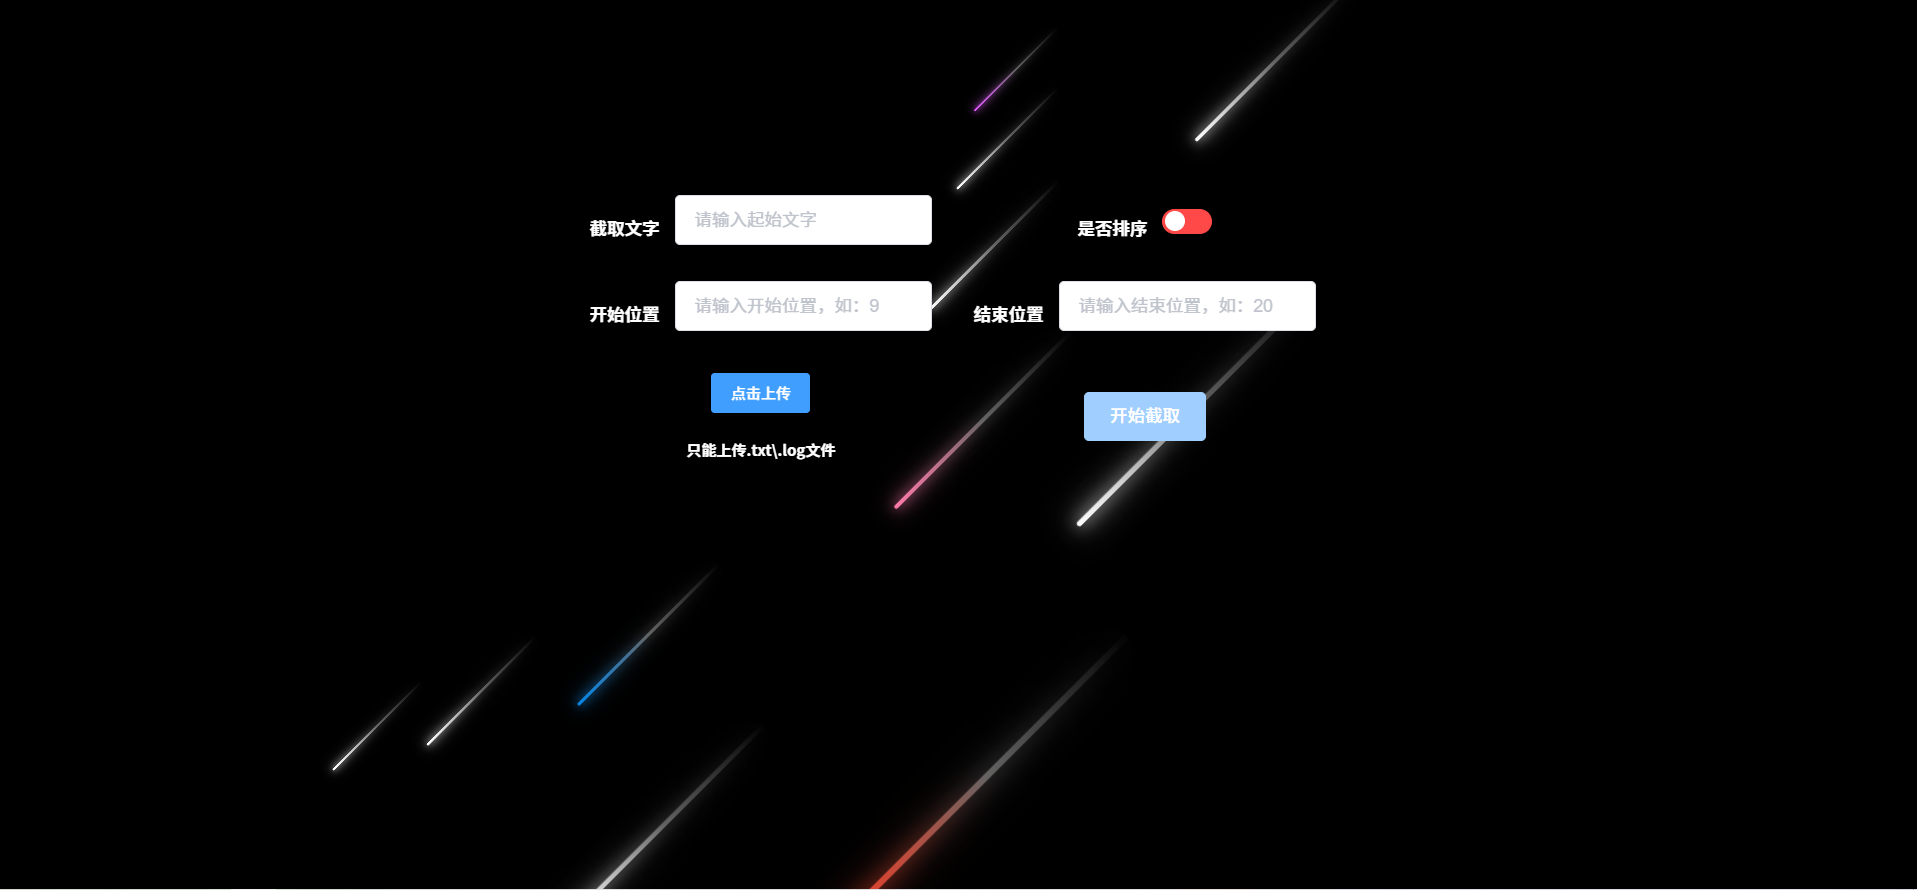 截取文字 请输入起始文字 是否排序
开始位置 请输入开始位置，如：9 结束位置 请输入结束位置，如：20
点击上传 开始截取
只能上传.txt\.log文件